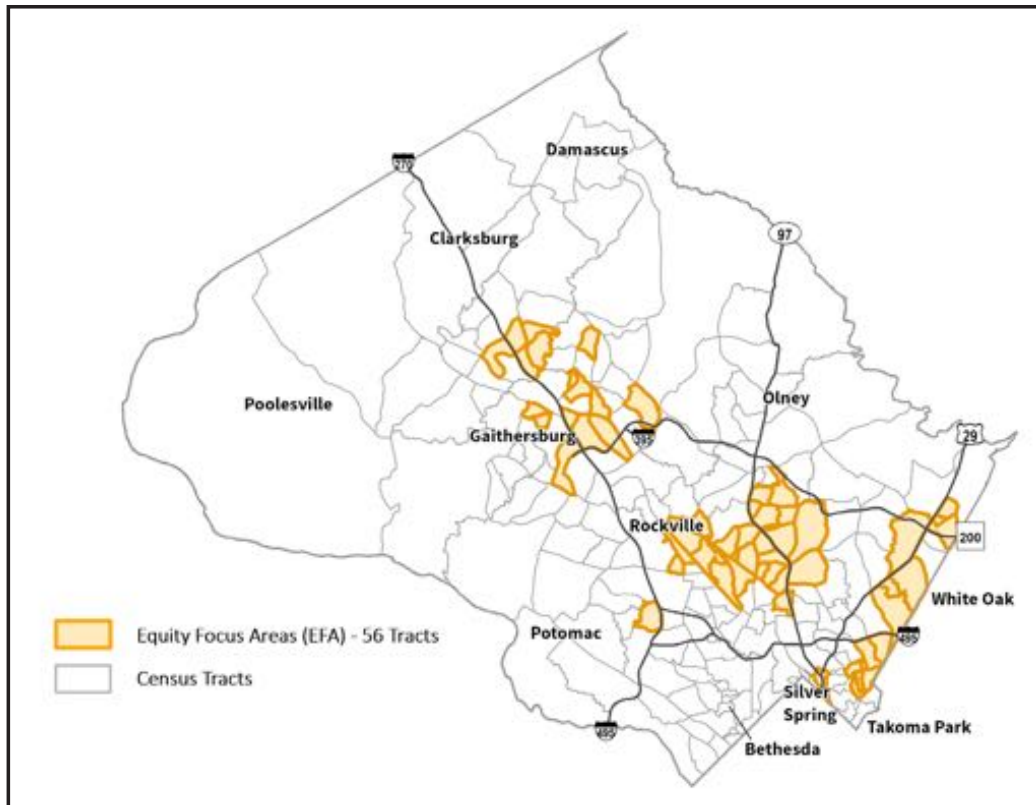 Damascus
270
Clarksburg
97
Poolesville
Olney
Gaithersburg
395
29
Rockville
200
White Oak
Equity Focus Areas (EFA) - 56 Tracts
Potomac
495
Census Tracts
Silver
Spring
Takoma Park
495
Bethesda